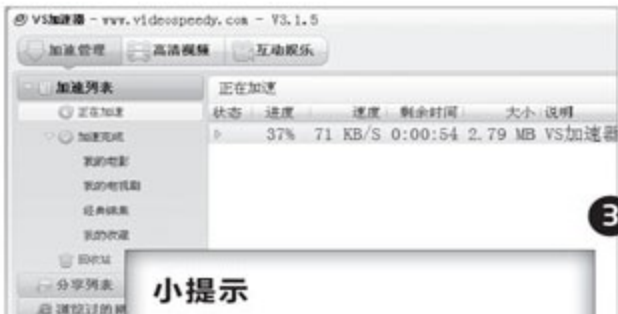 VS加速器 - www.videospeedy.com - V3.1.5
加速管理 高清视频 互动娱乐
加速列表
正在加速
加速完成
我的电影
我的电视剧
经典综集
我的收藏
回收站
分享列表
正在加速
状态 进度 速度 剩余时间 大小 说明
37% 71 KB/S 0:00:54 2.79 MB VS加速器
3
小提示